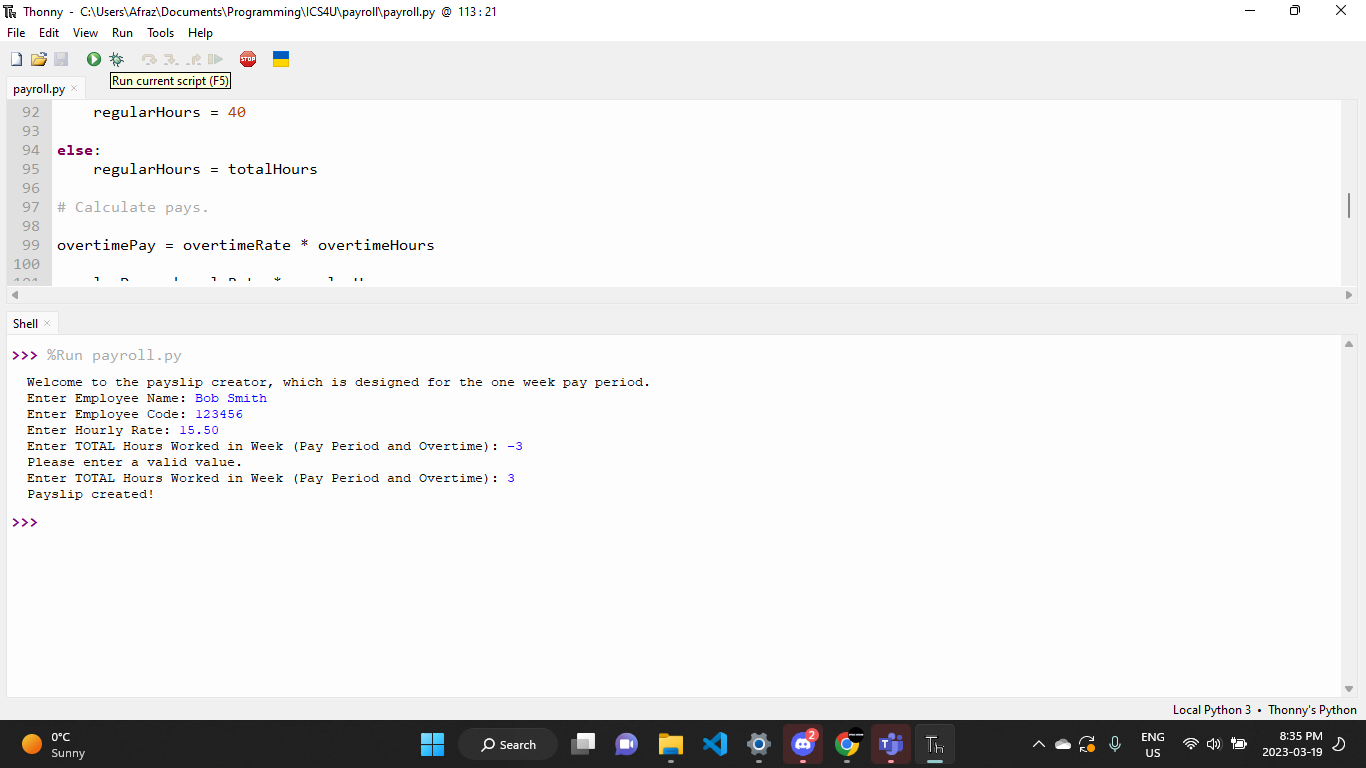 Thonny - C:\Users\Afraz\Documents\Programming\ICS4U\payroll\payroll.py @ 113 : 21
File Edit View Run Tools Help
STOP
Run current script (F5)
payroll.py ×
92     regularHours = 40
93
94 else:
95     regularHours = totalHours
96
97 # Calculate pays.
98
99 overtimePay = overtimeRate * overtimeHours
100
Shell ×
>>> %Run payroll.py
Welcome to the payslip creator, which is designed for the one week pay period.
Enter Employee Name: Bob Smith
Enter Employee Code: 123456
Enter Hourly Rate: 15.50
Enter TOTAL Hours Worked in Week (Pay Period and Overtime): -3
Please enter a valid value.
Enter TOTAL Hours Worked in Week (Pay Period and Overtime): 3
Payslip created!
>>>
Local Python 3 • Thonny's Python
0°C
Sunny
Search
2
ENG
US
8:35 PM
2023-03-19